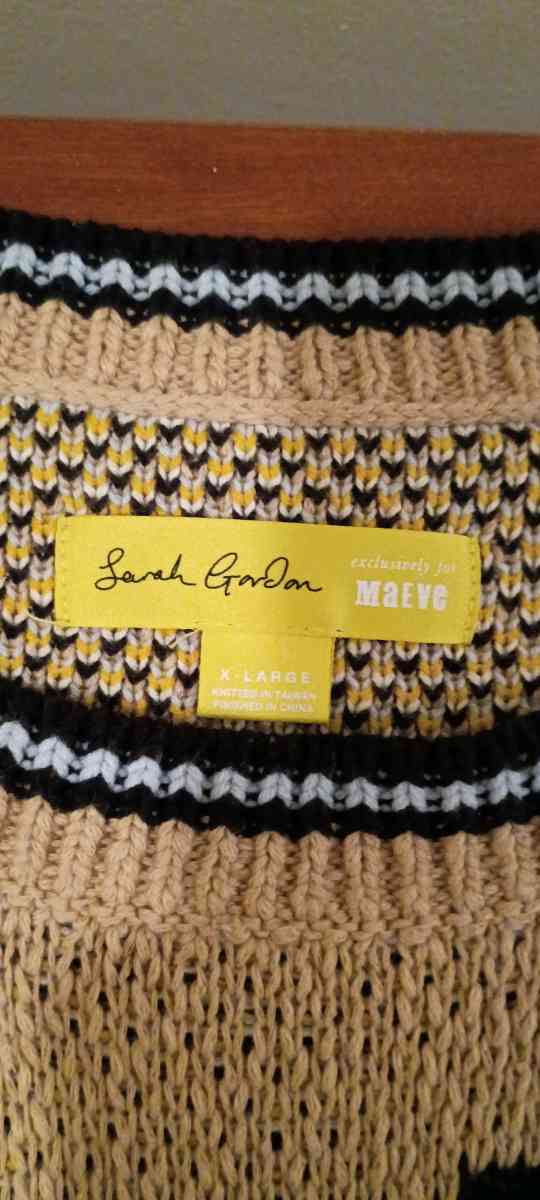 Sarah Gordon
exclusively for
MaEVe
X-LARGE
KNITTED IN TAIWAN
FINISHED IN CHINA